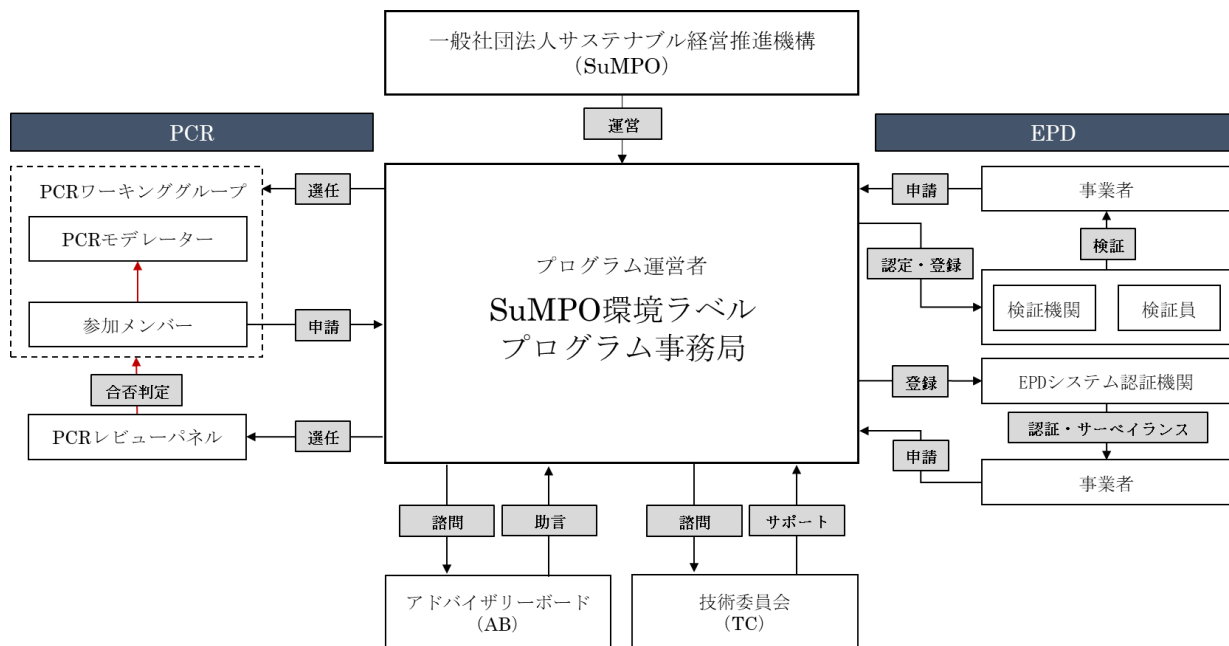 一般社団法人サステナブル経営推進機構
（SuMPO）
運営
PCR
PCRワーキンググループ
PCRモデレーター
参加メンバー
合否判定
PCRレビューパネル
選任
申請
選任
プログラム運営者
SuMPO環境ラベル
プログラム事務局
EPD
申請
事業者
検証
認定・登録
検証機関
検証員
登録
EPDシステム認証機関
認証・サーベイランス
申請
事業者
諮問
助言
諮問
サポート
アドバイザリーボード
（AB）
技術委員会
（TC）